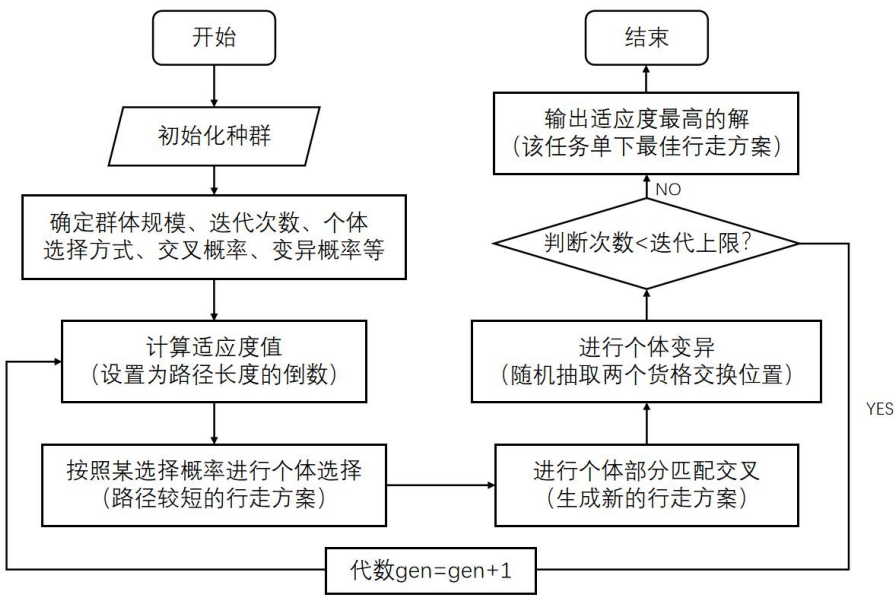 开始
初始化种群
确定群体规模、迭代次数、个体
选择方式、交叉概率、变异概率等
计算适应度值
（设置为路径长度的倒数）
按照某选择概率进行个体选择
（路径较短的行走方案）
进行个体部分匹配交叉
（生成新的行走方案）
进行个体变异
（随机抽取两个货格交换位置）
判断次数<迭代上限?
NO
YES
输出适应度最高的解
（该任务单下最佳行走方案）
结束
代数gen=gen+1